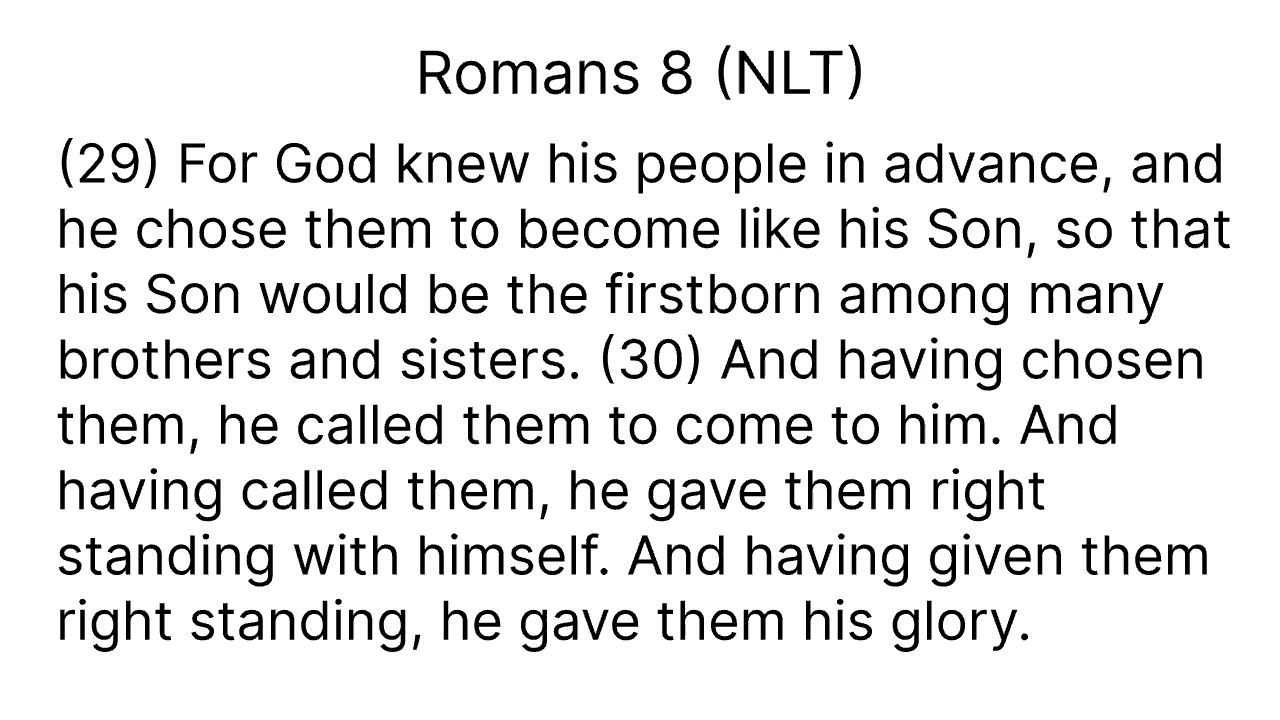 Romans 8 (NLT)
(29) For God knew his people in advance, and
he chose them to become like his Son, so that
his Son would be the firstborn among many
brothers and sisters. (30) And having chosen
them, he called them to come to him. And
having called them, he gave them right
standing with himself. And having given them
right standing, he gave them his glory.